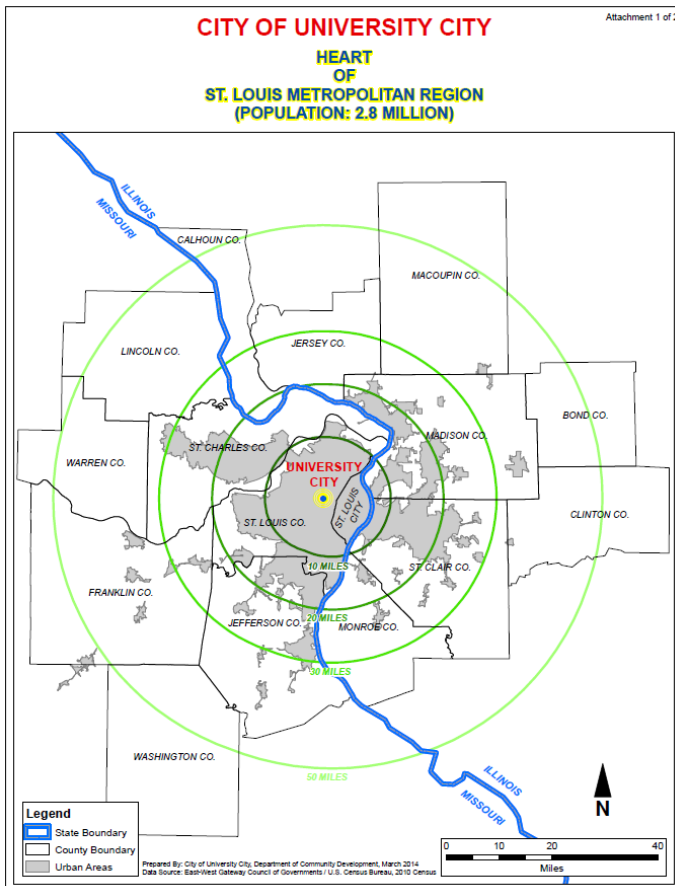 Attachment 1 of 2
CITY OF UNIVERSITY CITY
HEART
OF
ST. LOUIS METROPOLITAN REGION
(POPULATION: 2.8 MILLION)
ILLINOIS
MISSOURI
CALHOUN CO.
MACOUPIN CO.
JERSEY CO.
LINCOLN CO.
BOND CO.
MADISON CO.
ST. CHARLES CO.
WARREN CO.
UNIVERSITY
CITY
ST. LOUIS
CITY
CLINTON CO.
ST. LOUIS CO.
10 MILES
ST. CLAIR CO.
FRANKLIN CO.
20 MILES
JEFFERSON CO.
MONROE CO.
30 MILES
WASHINGTON CO.
50 MILES
ILLINOIS
MISSOURI
N
Legend
State Boundary
County Boundary
Urban Areas
Prepared By: City of University City, Department of Community Development, March 2014
Data Source: East-West Gateway Council of Governments / U.S. Census Bureau, 2010 Census
0 10 20 40
Miles